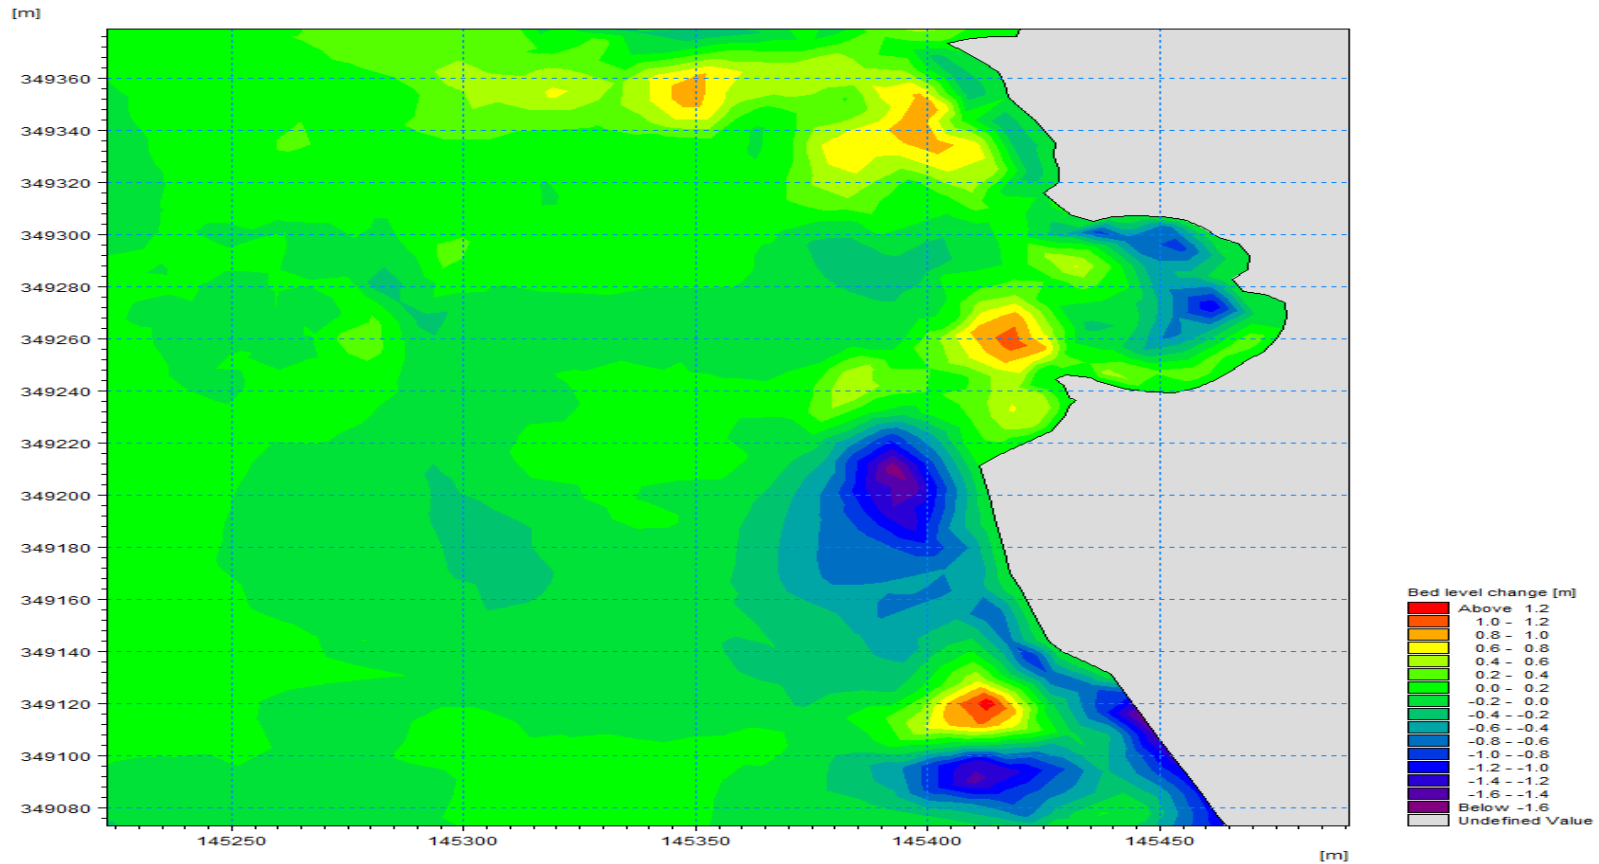 [m]
349360
349340
349320
349300
349280
349260
349240
349220
349200
349180
349160
349140
349120
349100
349080
145250 145300 145350 145400 145450
[m]
Bed level change [m]
Above 1.2
1.0 - 1.2
0.8 - 1.0
0.6 - 0.8
0.4 - 0.6
0.2 - 0.4
0.0 - 0.2
-0.2 - 0.0
-0.4 - -0.2
-0.6 - -0.4
-0.8 - -0.6
-1.0 - -0.8
-1.2 - -1.0
-1.4 - -1.2
-1.6 - -1.4
Below -1.6
Undefined Value